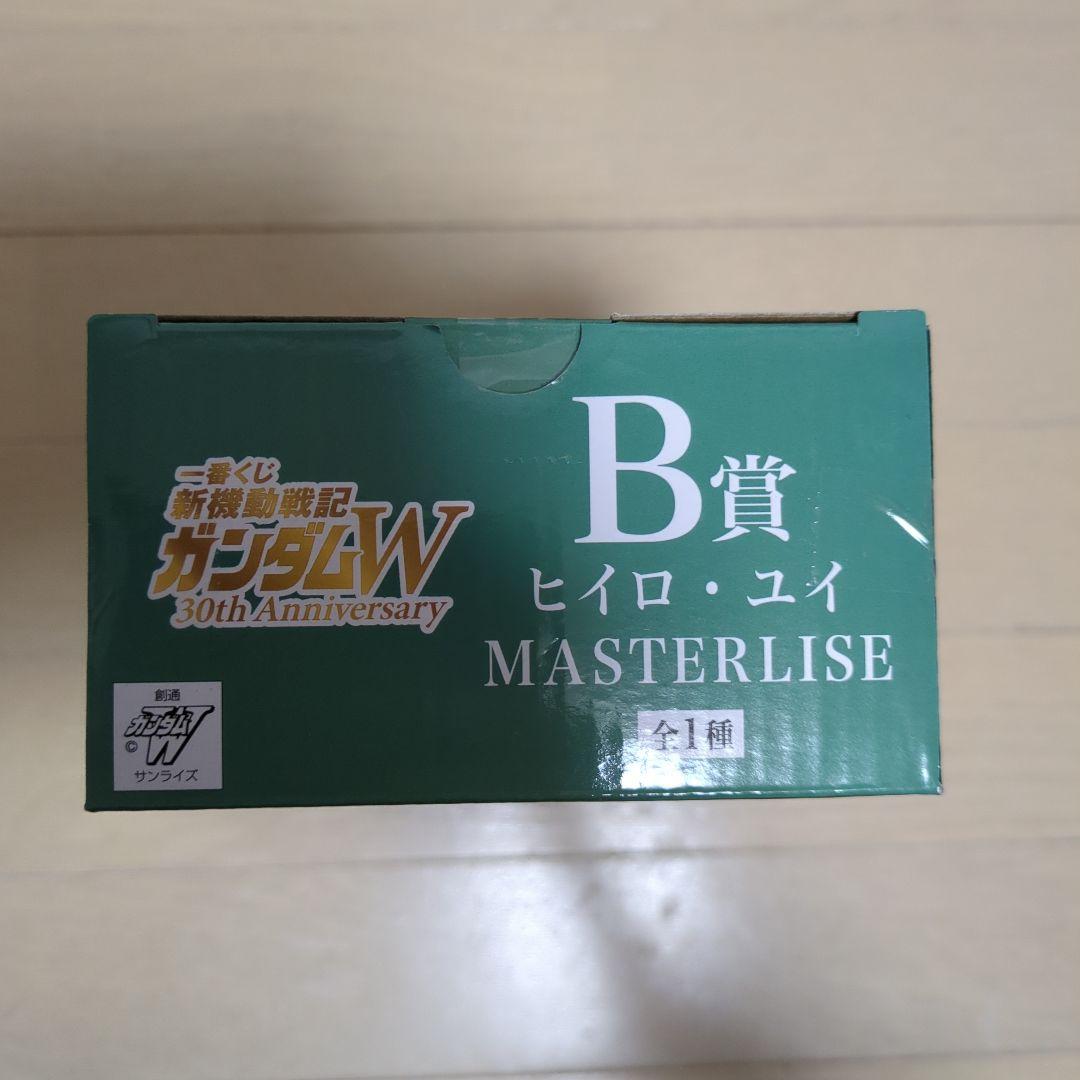 一番くじ
新機動戦記
ガンダムW
30th Anniversary
B賞
ヒイロ・ユイ
MASTERLISE
全1種
創通
ガンダムW
©
サンライズ